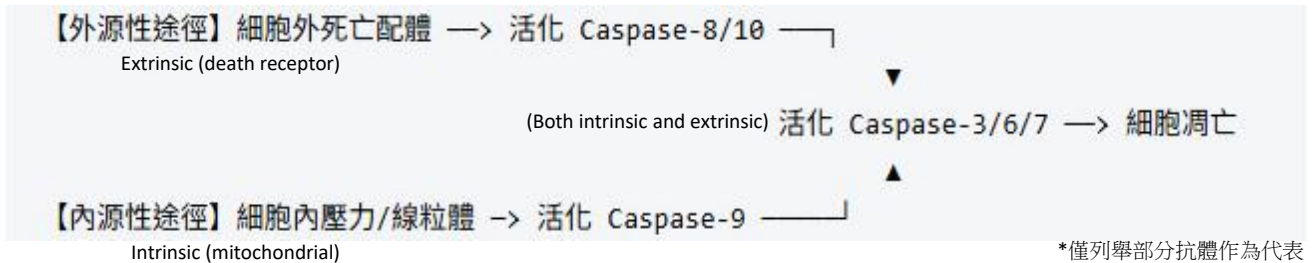 【外源性途徑】細胞外死亡配體 —> 活化 Caspase-8/10
Extrinsic (death receptor)
(Both intrinsic and extrinsic) 活化 Caspase-3/6/7 —> 細胞凋亡
【內源性途徑】細胞內壓力/線粒體 —> 活化 Caspase-9
Intrinsic (mitochondrial)
*僅列舉部分抗體作為代表